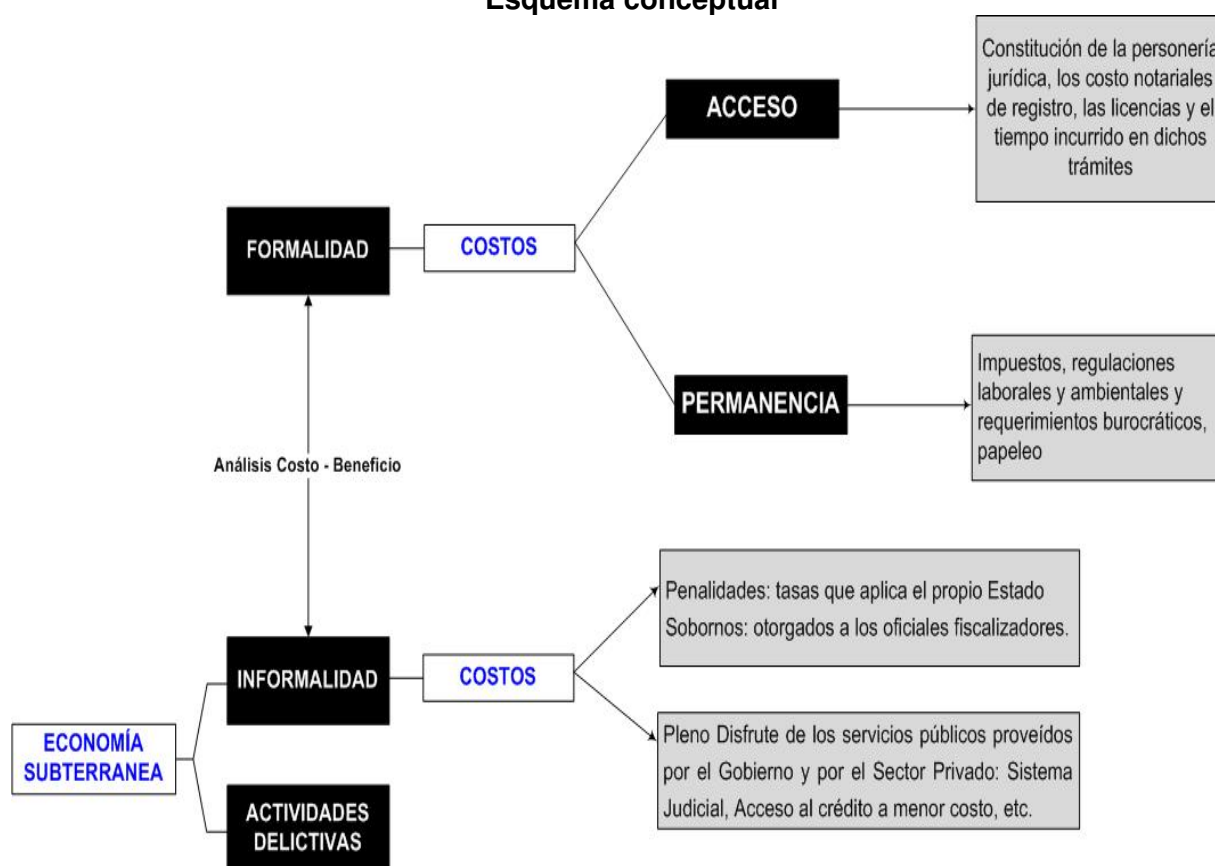 Esquema conceptual
Constitución de la personería
jurídica, los costo notariales
de registro, las licencias y el
tiempo incurrido en dichos
trámites
ACCESO
FORMALIDAD
COSTOS
PERMANENCIA
Impuestos, regulaciones
laborales y ambientales y
requerimientos burocráticos,
papeleo
Análisis Costo - Beneficio
Penalidades: tasas que aplica el propio Estado
Sobornos: otorgados a los oficiales fiscalizadores.
INFORMALIDAD
COSTOS
ECONOMÍA
SUBTERRANEA
Pleno Disfrute de los servicios públicos proveídos
por el Gobierno y por el Sector Privado: Sistema
Judicial, Acceso al crédito a menor costo, etc.
ACTIVIDADES
DELICTIVAS